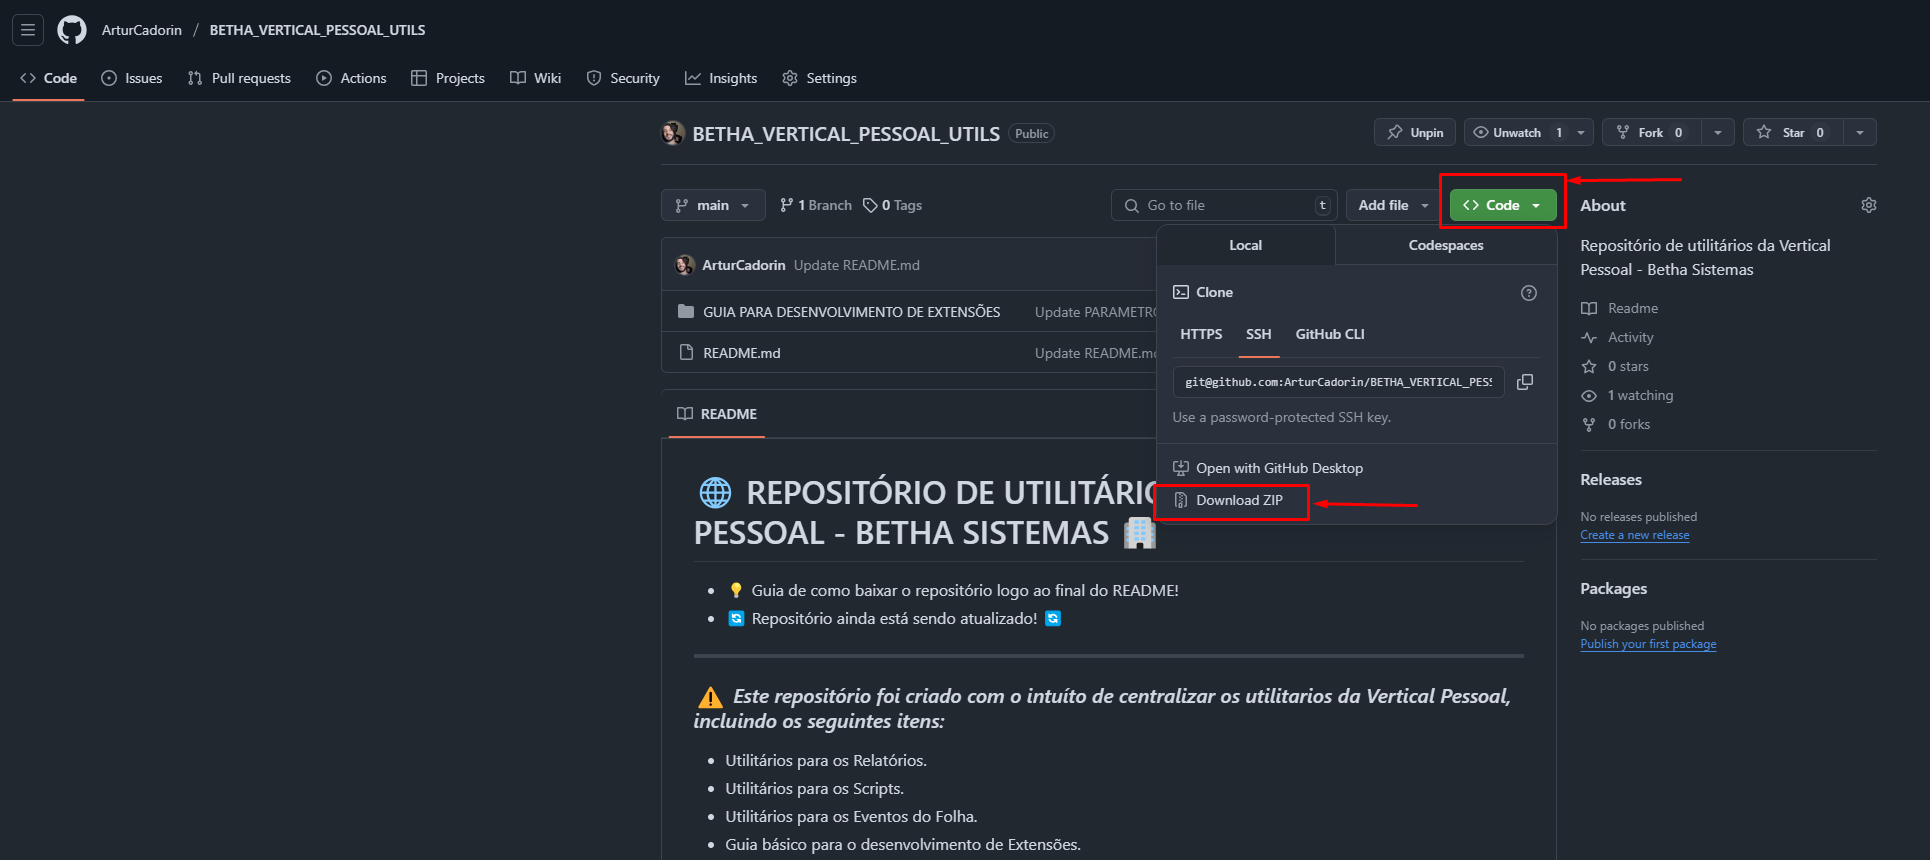 ArturCadorin / BETHA_VERTICAL_PESSOAL_UTILS
Code Issues Pull requests Actions Projects Wiki Security Insights Settings
BETHA_VERTICAL_PESSOAL_UTILS Public
Unpin Unwatch 1 Fork 0 Star 0
main 1 Branch 0 Tags Go to file t Add file Code
ArturCadorin Update README.md
GUIA PARA DESENVOLVIMENTO DE EXTENSÕES Update PARAMETRO
README.md Update README.md
README
REPOSITÓRIO DE UTILITÁRIO
PESSOAL - BETHA SISTEMAS
Guia de como baixar o repositório logo ao final do README!
Repositório ainda está sendo atualizado!
Este repositório foi criado com o intuíto de centralizar os utilitarios da Vertical Pessoal,
incluindo os seguintes itens:
Utilitários para os Relatórios.
Utilitários para os Scripts.
Utilitários para os Eventos do Folha.
Guia básico para o desenvolvimento de Extensões.
Local Codespaces
Clone
HTTPS SSH GitHub CLI
git@github.com:ArturCadorin/BETHA_VERTICAL_PESS
Use a password-protected SSH key.
Open with GitHub Desktop
Download ZIP
About
Repositório de utilitários da Vertical
Pessoal - Betha Sistemas
Readme
Activity
0 stars
1 watching
0 forks
Releases
No releases published
Create a new release
Packages
No packages published
Publish your first package